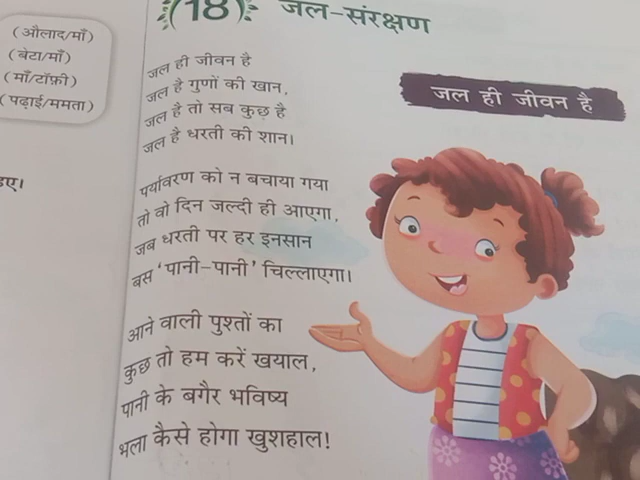 (औलाद/माँ)
(बेटा/माँ)
(माँ/टॉफ़ी)
(पढ़ाई/ममता)
18
जल-संरक्षण
जल ही जीवन है
जल ही जीवन है
जल है गुणों की खान,
जल है तो सब कुछ है
जल है धरती की शान।
पर्यावरण को न बचाया गया
तो वो दिन जल्दी ही आएगा,
जब धरती पर हर इनसान
बस ‘पानी-पानी’ चिल्लाएगा।
आने वाली पुश्तों का
कुछ तो हम करें खयाल,
पानी के बगैर भविष्य
भला कैसे होगा खुशहाल!